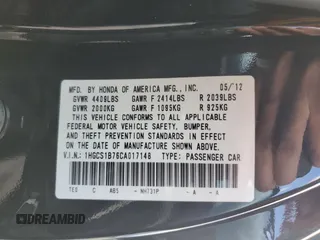 MFD. BY HONDA OF AMERICA MFG., INC. 05/12
GVWR 4409LBS GAWR F 2414LBS R 2039LBS
GVWR 2000KG GAWR F 1095KG R 925KG
THIS VEHICLE CONFORMS TO ALL APPLICABLE
FEDERAL MOTOR VEHICLE SAFETY, BUMPER,
AND THEFT PREVENTION STANDARDS IN EFFECT
ON THE DATE OF MANUFACTURE SHOWN ABOVE.
V.I.N.: 1HGCS1B76CA017148 TYPE: PASSENGER CAR
C AB5 A A
DREAMBID